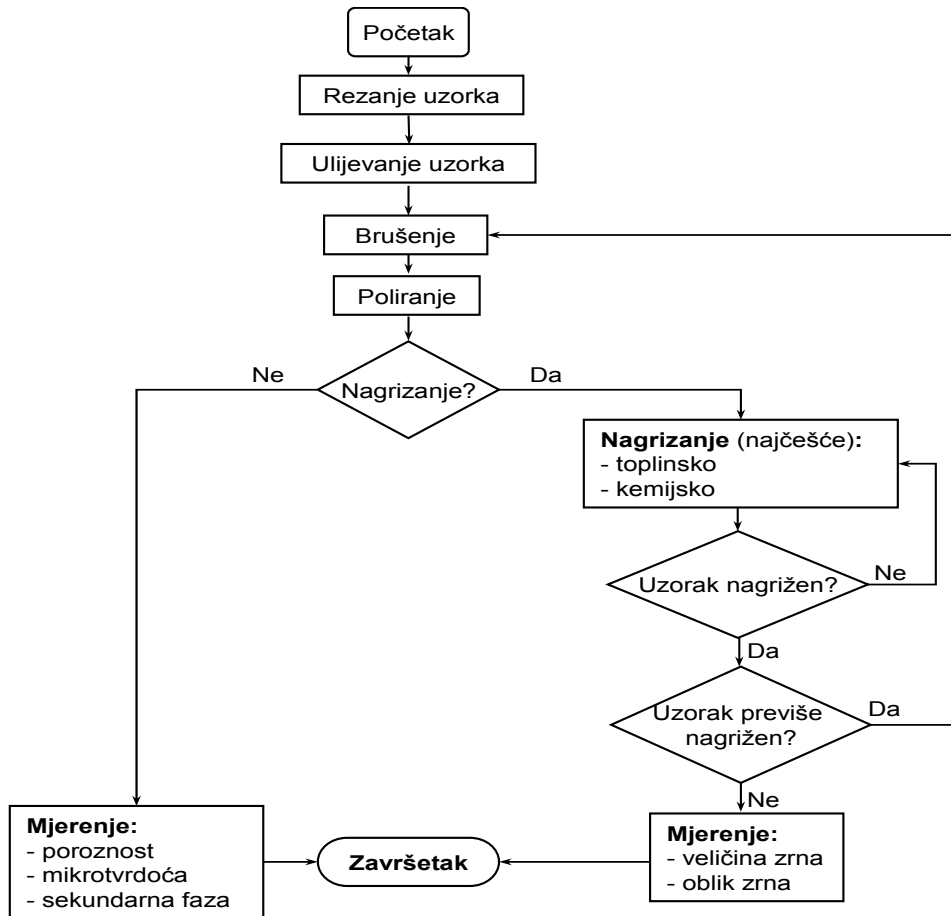 Početak
Rezanje uzorka
Ulijevanje uzorka
Brušenje
Poliranje
Nagrizanje?
Ne
Da
Nagrizanje (najčešće):
- toplinsko
- kemijsko
Uzorak nagrižen?
Ne
Da
Uzorak previše
nagrižen?
Da
Ne
Mjerenje:
- poroznost
- mikrotvrdoća
- sekundarna faza
Završetak
Mjerenje:
- veličina zrna
- oblik zrna